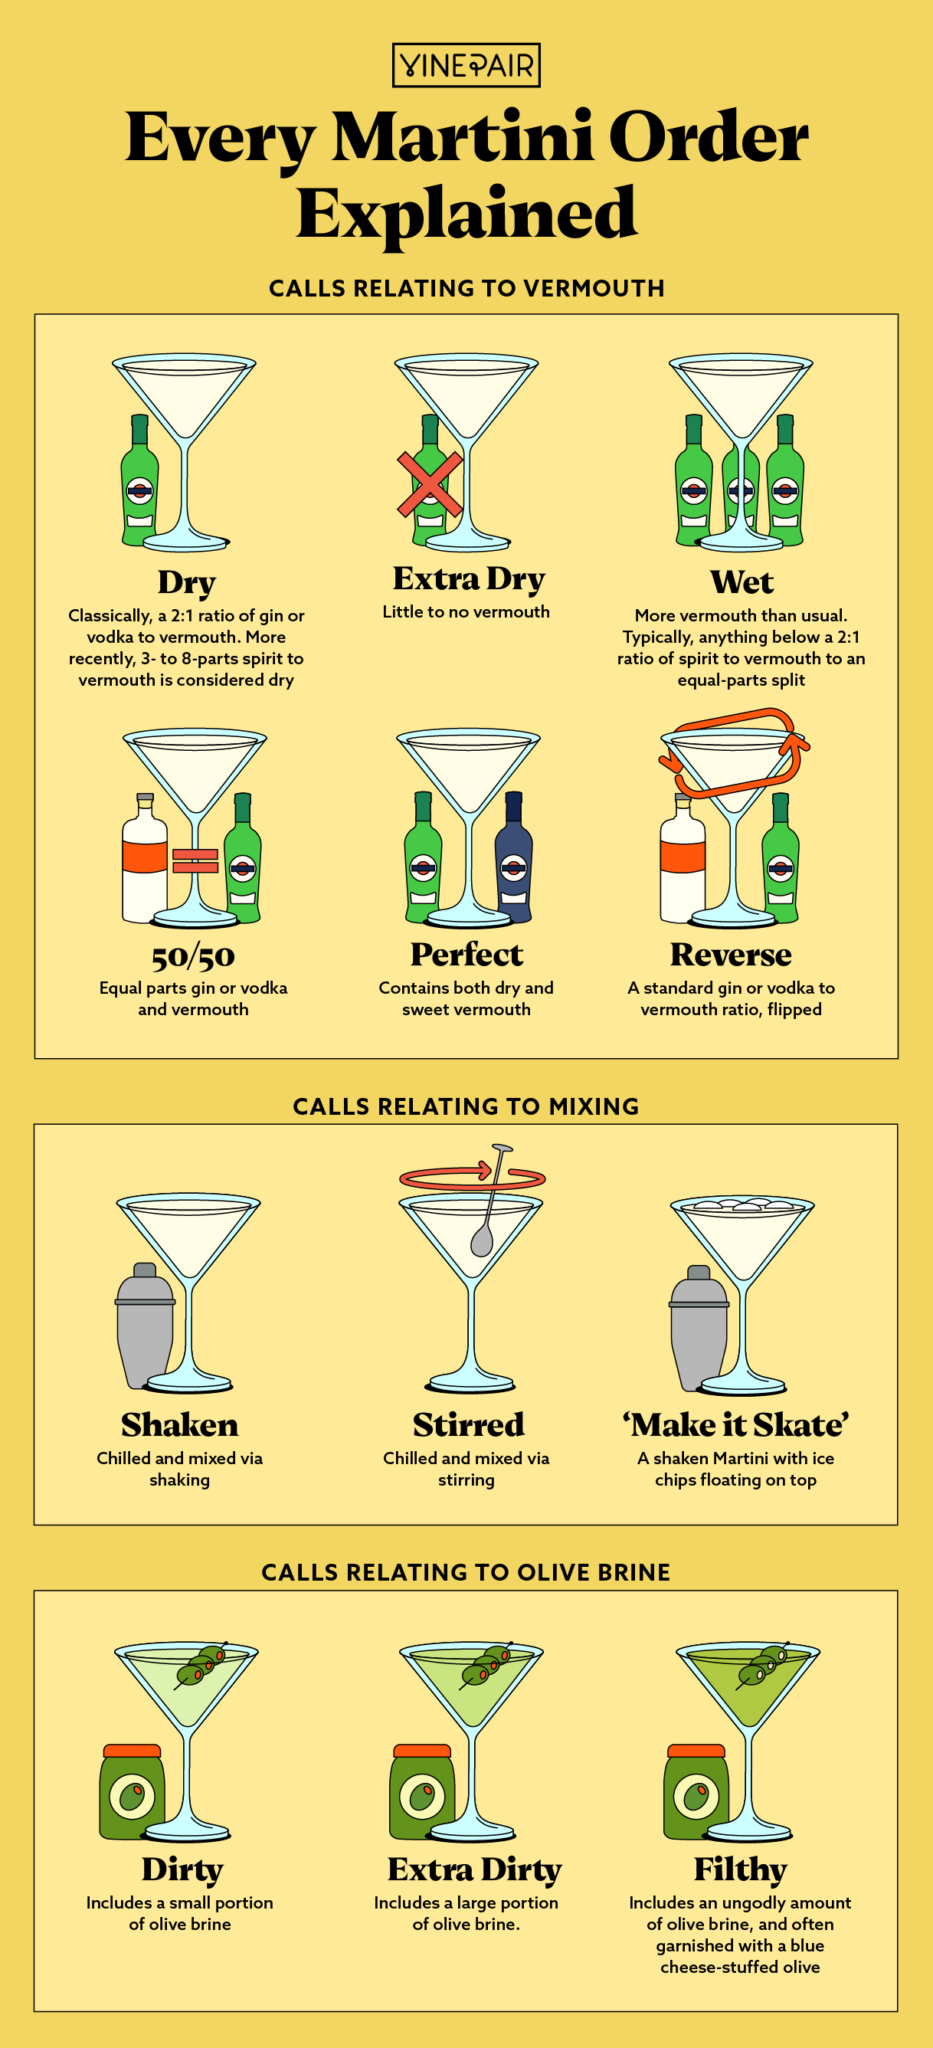 VINEPAIR
Every Martini Order
Explained
CALLS RELATING TO VERMOUTH
Dry
Classically, a 2:1 ratio of gin or
vodka to vermouth. More
recently, 3- to 8-parts spirit to
vermouth is considered dry
Extra Dry
Little to no vermouth
Wet
More vermouth than usual.
Typically, anything below a 2:1
ratio of spirit to vermouth to an
equal-parts split
50/50
Equal parts gin or vodka
and vermouth
Perfect
Contains both dry and
sweet vermouth
Reverse
A standard gin or vodka to
vermouth ratio, flipped
CALLS RELATING TO MIXING
Shaken
Chilled and mixed via
shaking
Stirred
Chilled and mixed via
stirring
‘Make it Skate’
A shaken Martini with ice
chips floating on top
CALLS RELATING TO OLIVE BRINE
Dirty
Includes a small portion
of olive brine
Extra Dirty
Includes a large portion
of olive brine.
Filthy
Includes an ungodly amount
of olive brine, and often
garnished with a blue
cheese-stuffed olive